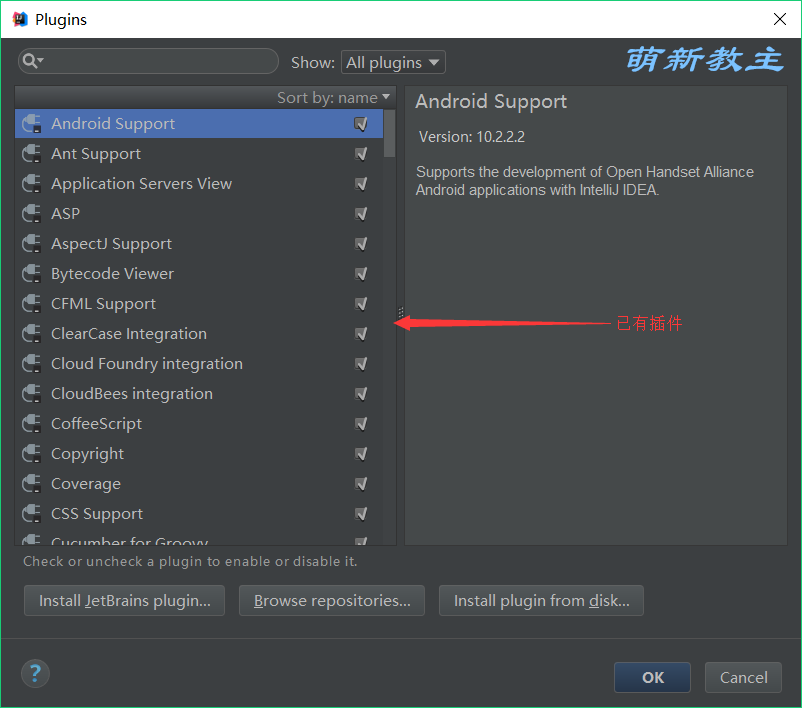 Plugins
Show: All plugins
萌新教主
Sort by: name
Android Support
Ant Support
Application Servers View
ASP
AspectJ Support
Bytecode Viewer
CFML Support
ClearCase Integration
Cloud Foundry integration
CloudBees integration
CoffeeScript
Copyright
Coverage
CSS Support
Cucumber for Groovy
Android Support
Version: 10.2.2.2
Supports the development of Open Handset Alliance
Android applications with IntelliJ IDEA.
已有插件
Check or uncheck a plugin to enable or disable it.
Install JetBrains plugin...
Browse repositories...
Install plugin from disk...
?
OK
Cancel